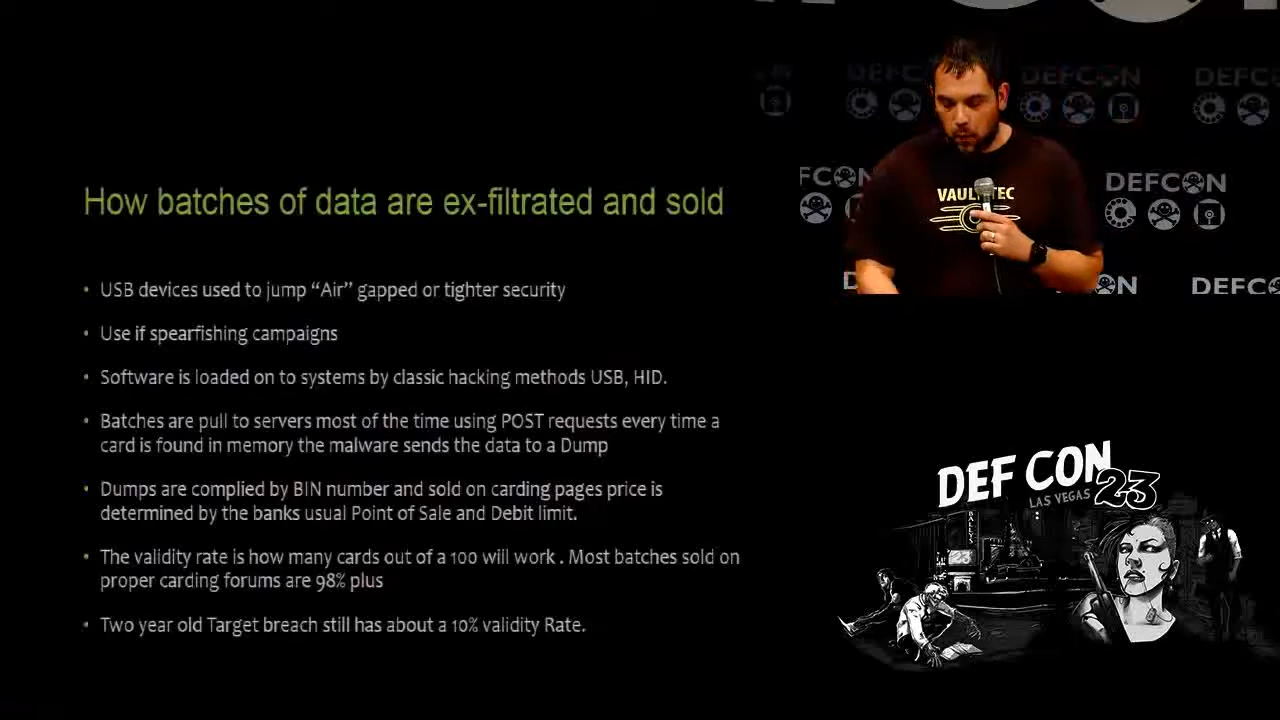 How batches of data are ex-filtrated and sold
• USB devices used to jump “Air” gapped or tighter security
• Use if spearfishing campaigns
• Software is loaded on to systems by classic hacking methods USB, HID.
• Batches are pull to servers most of the time using POST requests every time a
card is found in memory the malware sends the data to a Dump
• Dumps are complied by BIN number and sold on carding pages price is
determined by the banks usual Point of Sale and Debit limit.
• The validity rate is how many cards out of a 100 will work . Most batches sold on
proper carding forums are 98% plus
• Two year old Target breach still has about a 10% validity Rate.
DEFCON
DEFCON
DEFCON
FCON
DEFCON
VAULT-TEC
DEFC
DEF CON 23
LAS VEGAS
BALLYS